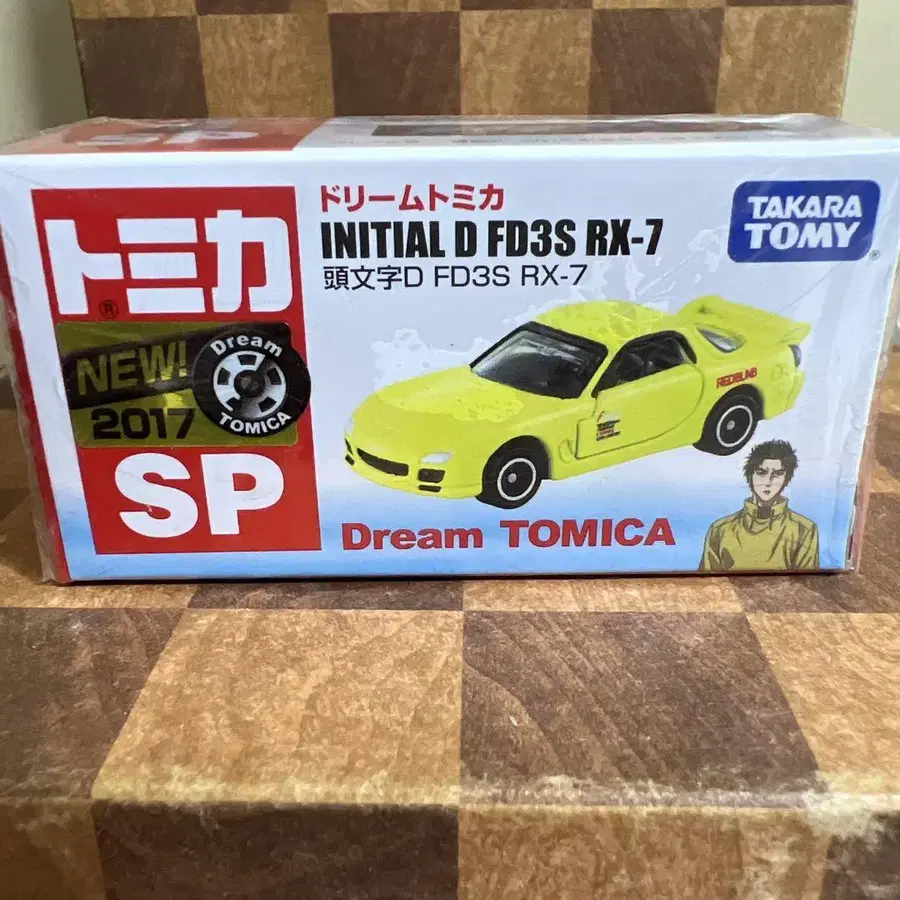 SP
トミカ
®
NEW!
2017
Dream
TOMICA
SP
ドリームトミカ
INITIAL D FD3S RX-7
頭文字D FD3S RX-7
TAKARA
TOMY
®
REDSUNS
Dream TOMICA